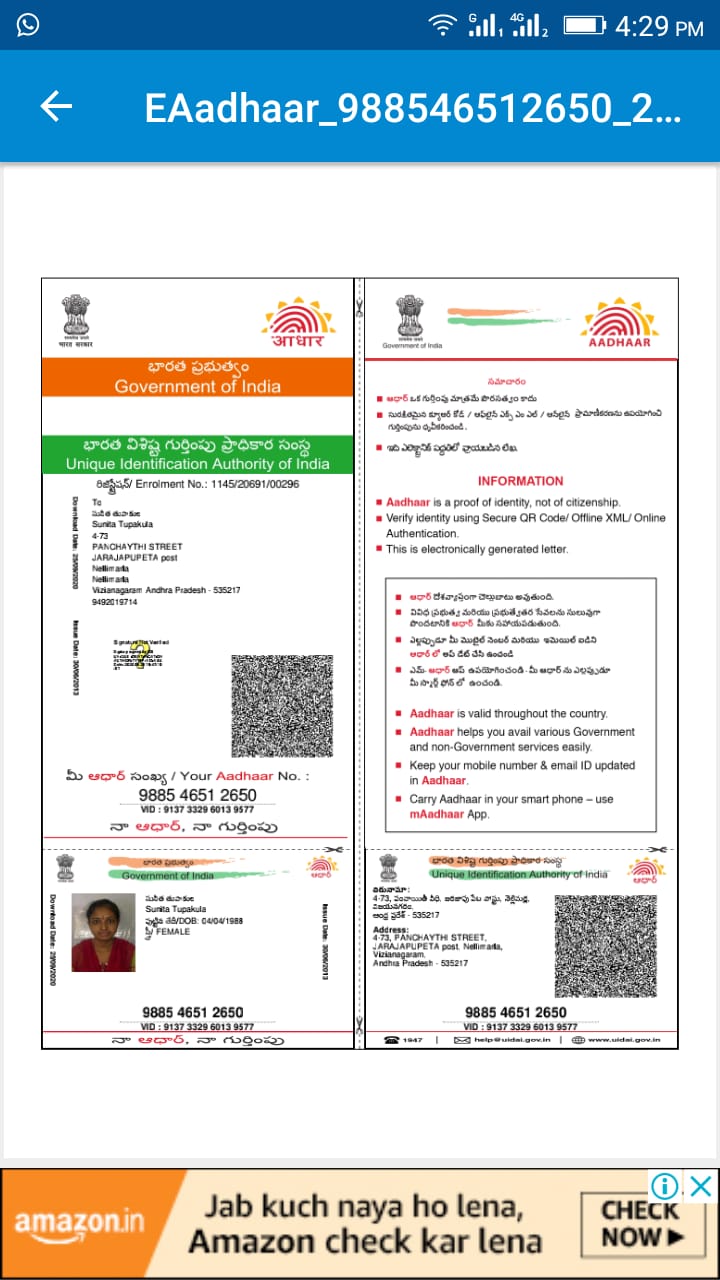 4:29 PM
EAadhaar_988546512650_2...
भारत सरकार
आधार
భారత ప్రభుత్వం
Government of India
భారత విశిష్ట గుర్తింపు ప్రాధికార సంస్థ
Unique Identification Authority of India
రిజిస్ట్రేషన్/ Enrolment No.: 1145/20691/00296
Download Date: 25/09/2020
To
సునీత తుపాకుల
Sunita Tupakula
4-73
PANCHAYTHI STREET
JARAJAPUPETA post
Nellimarla
Nellimarla
Vizianagaram Andhra Pradesh - 535217
9492019714
Issue Date: 30/06/2013
Signature Not Verified
మీ ఆధార్ సంఖ్య / Your Aadhaar No. :
9885 4651 2650
VID : 9137 3329 6013 9577
నా ఆధార్, నా గుర్తింపు
Government of India
AADHAAR
సమాచారం
ఆధార్ ఒక గుర్తింపు మాత్రమే పౌరసత్వం కాదు
సురక్షితమైన క్యూఆర్ కోడ్ / ఆఫ్‌లైన్ ఎక్స్ ఎం ఎల్ / ఆన్‌లైన్ ప్రామాణీకరణను ఉపయోగించి
గుర్తింపును ధృవీకరించండి.
ఇది ఎలెక్ట్రానిక్ పద్ధతిలో వ్రాయబడిన లేఖ.
INFORMATION
Aadhaar is a proof of identity, not of citizenship.
Verify identity using Secure QR Code/ Offline XML/ Online
Authentication.
This is electronically generated letter.
ఆధార్ దేశవ్యాప్తంగా చెల్లుబాటు అవుతుంది.
వివిధ ప్రభుత్వ మరియు ప్రభుత్వేతర సేవలను సులువుగా
పొందటానికి ఆధార్ మీకు సహాయపడుతుంది.
ఎల్లప్పుడూ మీ మొబైల్ నెంబర్ మరియు ఇమెయిల్ ఐడిని
ఆధార్ లో అప్ డేట్ చేసి ఉంచండి
ఎమ్-ఆధార్ ఆప్ ఉపయోగించండి - మీ ఆధార్ ను ఎల్లప్పుడూ
మీ స్మార్ట్ ఫోన్ లో ఉంచండి.
Aadhaar is valid throughout the country.
Aadhaar helps you avail various Government
and non-Government services easily.
Keep your mobile number & email ID updated
in Aadhaar.
Carry Aadhaar in your smart phone – use
mAadhaar App.
భారత ప్రభుత్వం
Government of India
ఆధార్
సునీత తుపాకుల
Sunita Tupakula
పుట్టిన తేదీ/DOB: 04/04/1988
స్త్రీ/ FEMALE
Issue Date: 30/06/2013
9885 4651 2650
VID : 9137 3329 6013 9577
నా ఆధార్, నా గుర్తింపు
భారత విశిష్ట గుర్తింపు ప్రాధికార సంస్థ
Unique Identification Authority of India
ఆధార్
చిరునామా:
4-73, పంచాయితీ వీధి, జరజాపు పేట పోస్టు, నెల్లిమర్ల,
విజయనగరం,
ఆంధ్ర ప్రదేశ్ - 535217
Address:
4-73, PANCHAYTHI STREET,
JARAJAPUPETA post, Nellimarla,
Vizianagaram,
Andhra Pradesh - 535217
9885 4651 2650
VID : 9137 3329 6013 9577
1947 | help@uidai.gov.in | www.uidai.gov.in
amazon.in
Jab kuch naya ho lena,
Amazon check kar lena
CHECK
NOW